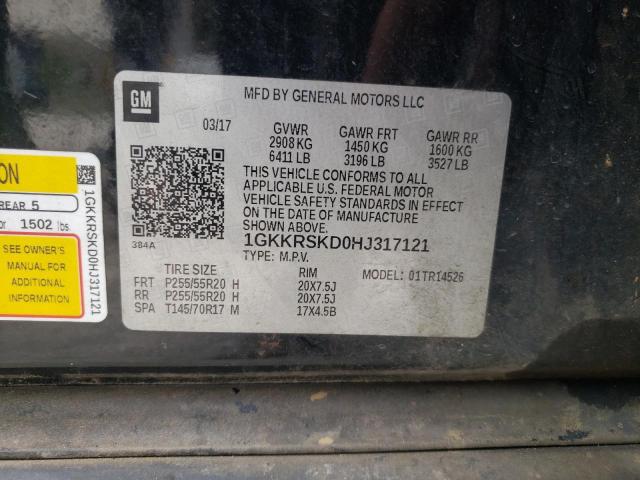 GM
MFD BY GENERAL MOTORS LLC
03/17 GVWR GAWR FRT GAWR RR
2908 KG 1450 KG 1600 KG
6411 LB 3196 LB 3527 LB
THIS VEHICLE CONFORMS TO ALL
APPLICABLE U.S. FEDERAL MOTOR
VEHICLE SAFETY STANDARDS IN EFFECT
ON THE DATE OF MANUFACTURE
SHOWN ABOVE.
384A
1GKKRSKD0HJ317121
TYPE: M.P.V. MODEL: 01TR14526
TIRE SIZE RIM
FRT P255/55R20 H 20X7.5J
RR P255/55R20 H 20X7.5J
SPA T145/70R17 M 17X4.5B
REAR 5
1502 lbs.
SEE OWNER'S
MANUAL FOR
ADDITIONAL
INFORMATION
1GKKRSKD0HJ317121